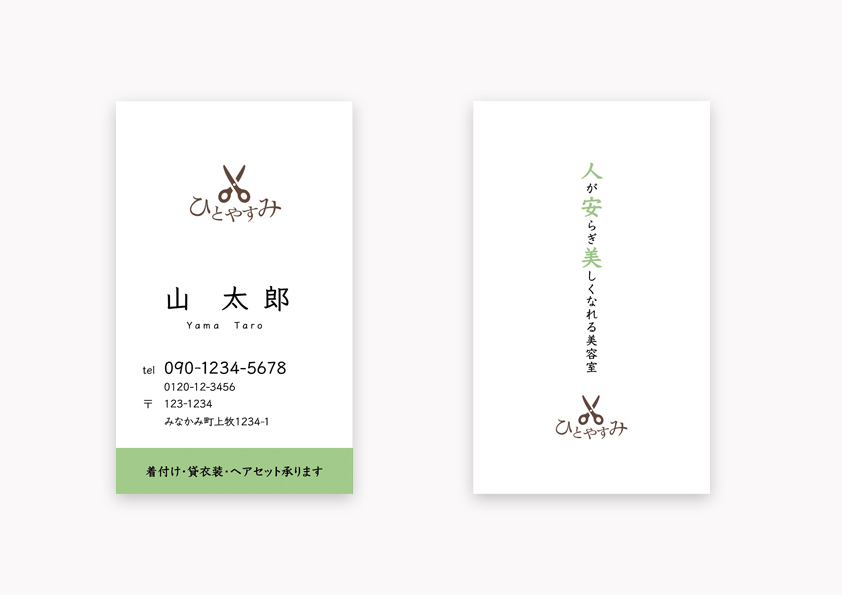 ひとやすみ
山 太郎
Yama Taro
tel 090-1234-5678
0120-12-3456
〒 123-1234
みなかみ町上牧1234-1
着付け・貸衣装・ヘアセット承ります
人が安らぎ美しくなれる美容室
ひとやすみ